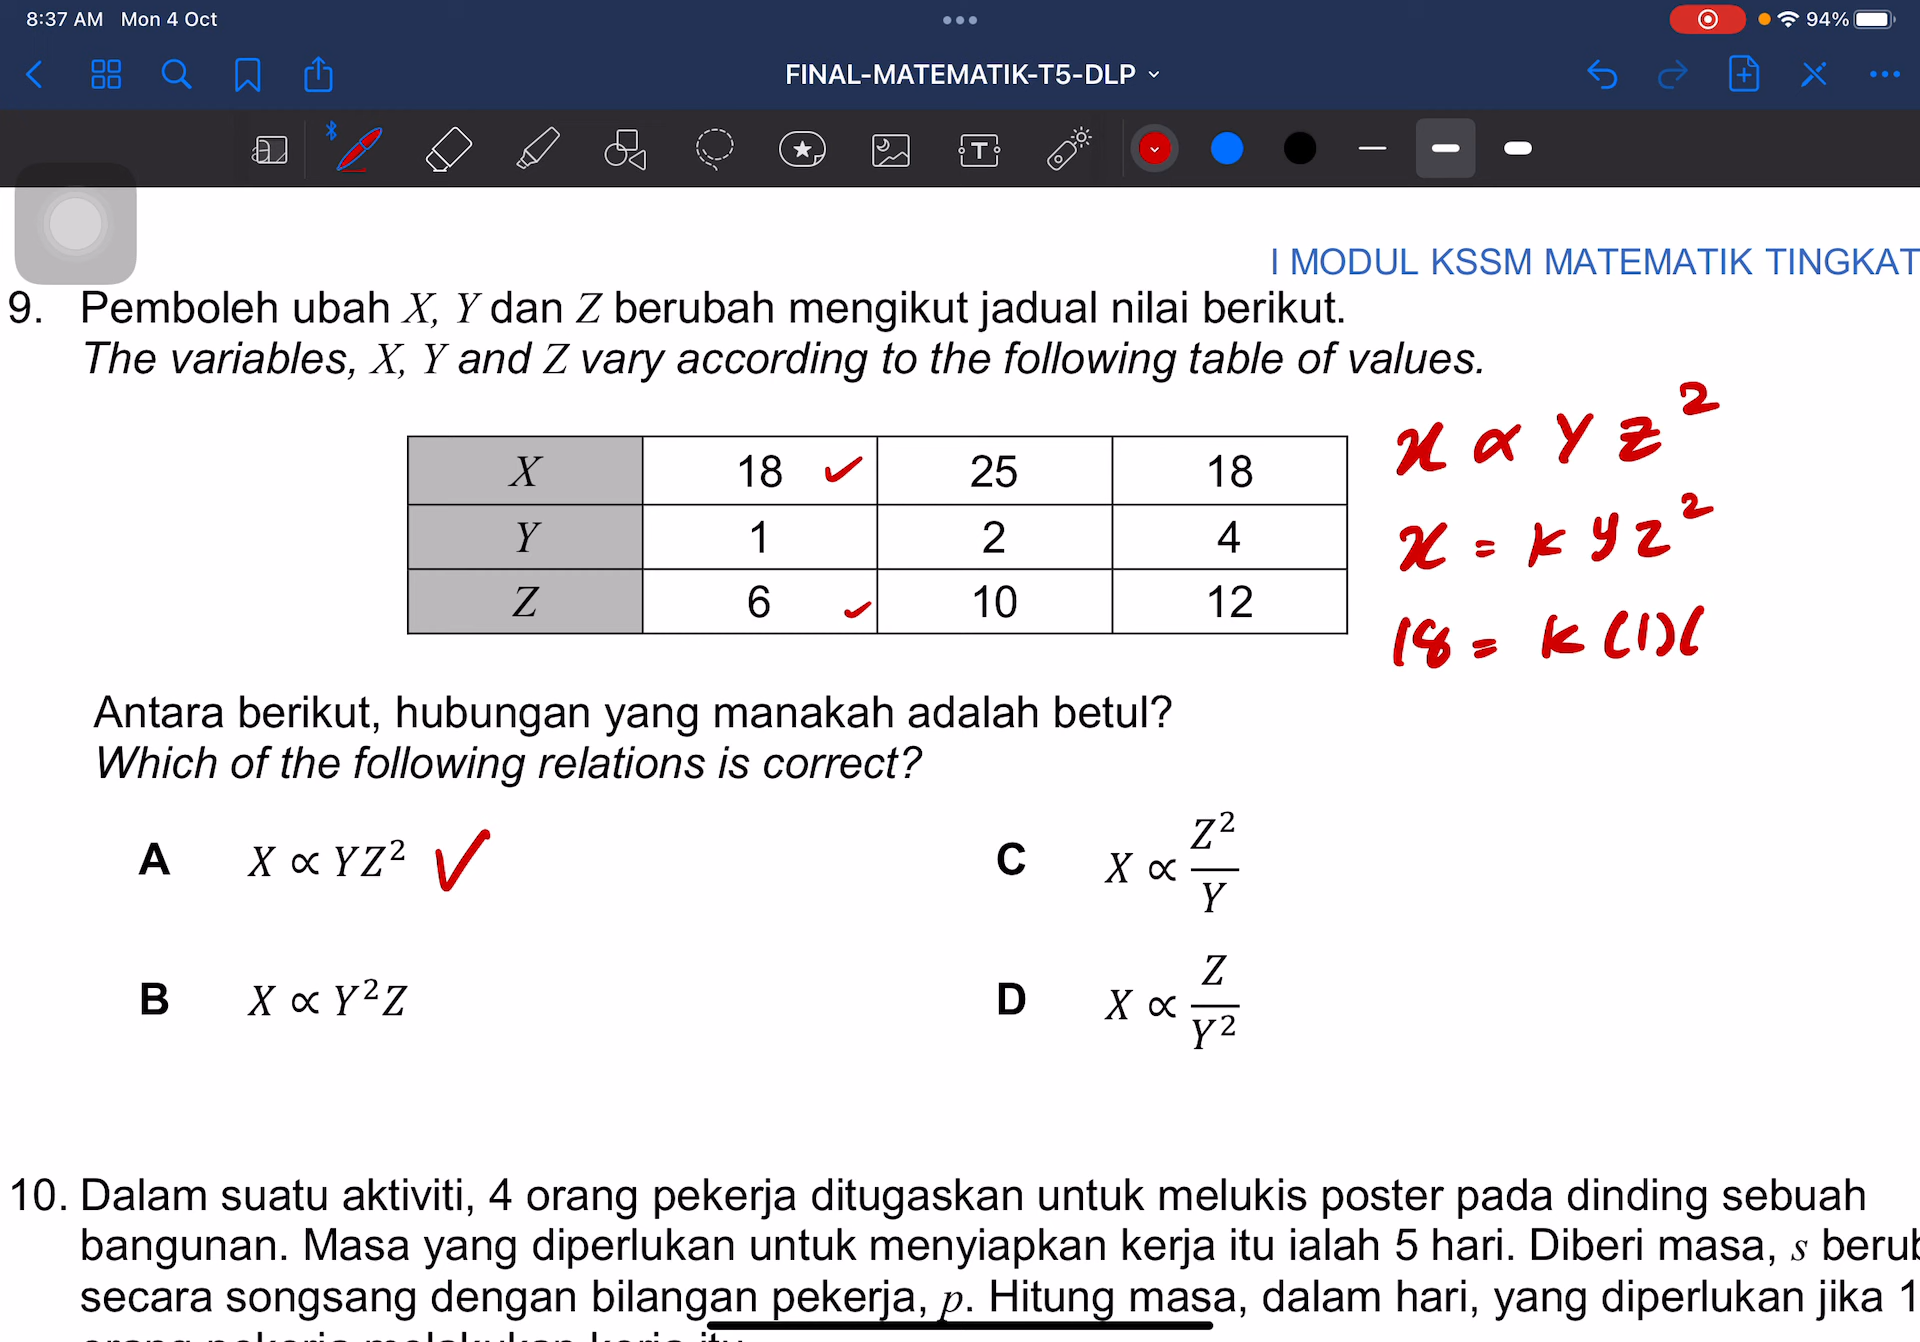 8:37 AM Mon 4 Oct
94%
FINAL-MATEMATIK-T5-DLP
I MODUL KSSM MATEMATIK TINGKAT
9. Pemboleh ubah X, Y dan Z berubah mengikut jadual nilai berikut.
The variables, X, Y and Z vary according to the following table of values.
X 18 ✓ 25 18
Y 1 2 4
Z 6 ✓ 10 12
x ∝ Y Z²
x = k y z²
18 = k (1)(
Antara berikut, hubungan yang manakah adalah betul?
Which of the following relations is correct?
A X ∝ YZ² ✓
C X ∝ Z²/Y
B X ∝ Y²Z
D X ∝ Z/Y²
10. Dalam suatu aktiviti, 4 orang pekerja ditugaskan untuk melukis poster pada dinding sebuah
bangunan. Masa yang diperlukan untuk menyiapkan kerja itu ialah 5 hari. Diberi masa, s
secara songsang dengan bilangan pekerja, p. Hitung masa, dalam hari, yang diperlukan jika 1